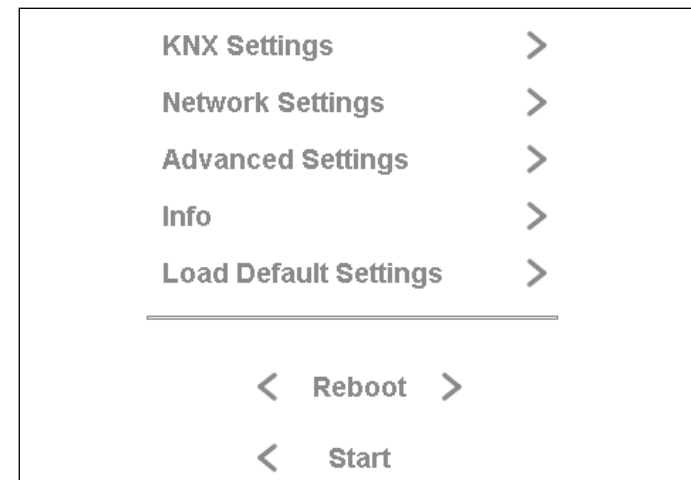 KNX Settings
Network Settings
Advanced Settings
Info
Load Default Settings
Reboot
Start